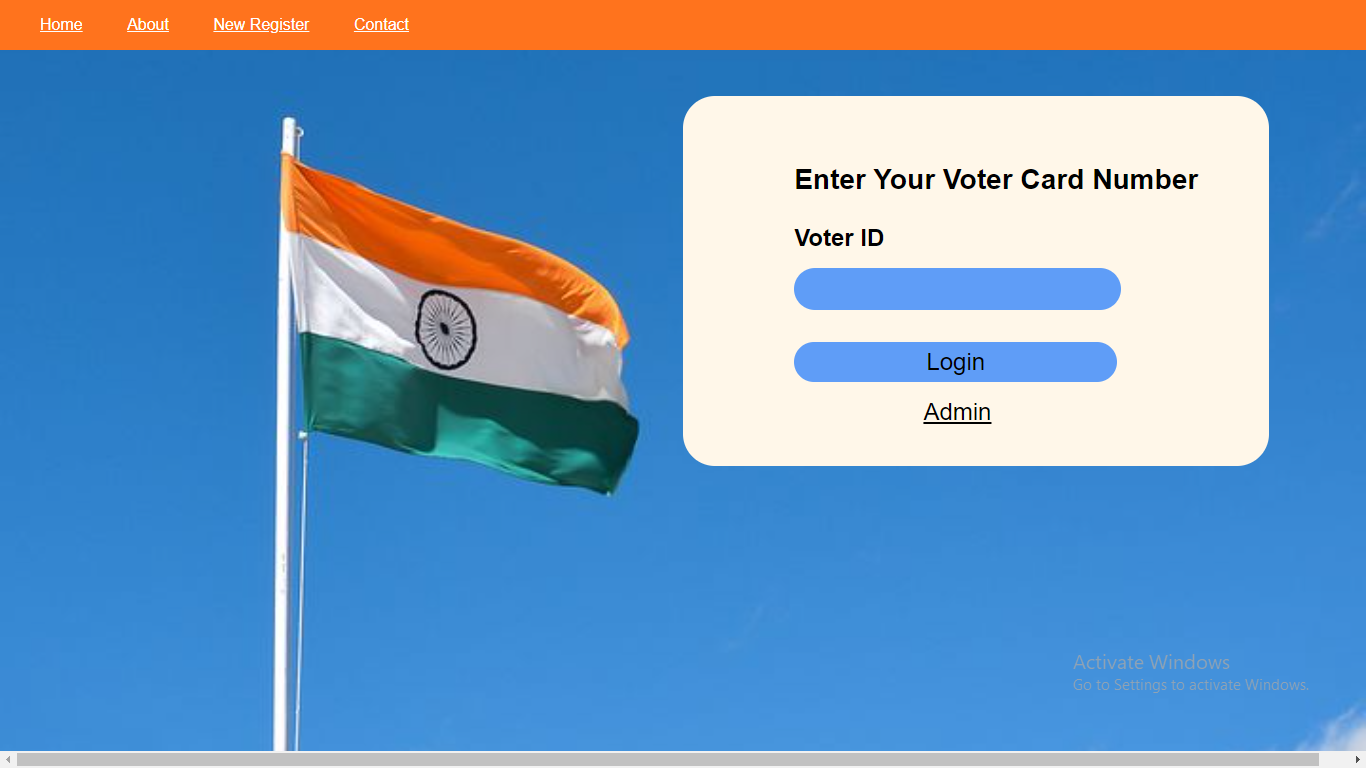 Home About New Register Contact
Enter Your Voter Card Number
Voter ID
Login
Admin
Activate Windows
Go to Settings to activate Windows.